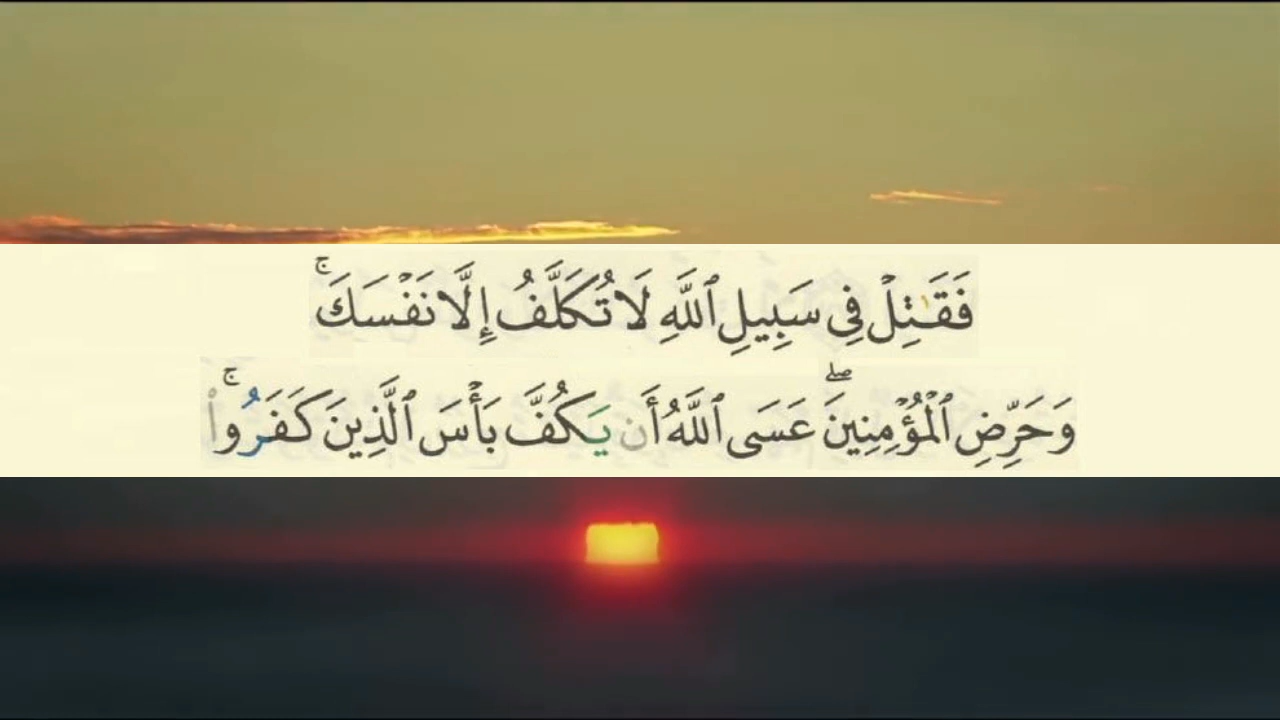 فَقَـٰتِلْ فِى سَبِيلِ ٱللَّهِ لَا تُكَلَّفُ إِلَّا نَفْسَكَ ۚ
وَحَرِّضِ ٱلْمُؤْمِنِينَ ۖ عَسَى ٱللَّهُ أَن يَكُفَّ بَأْسَ ٱلَّذِينَ كَفَرُوا۟ ۚ